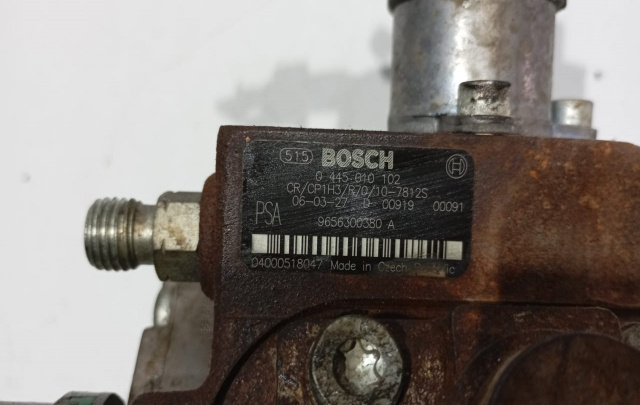 515 BOSCH
0 445 010 102
CR/CP1H3/R70/10-7812S
06-03-27 D 00919 00091
PSA
9656300380 A
04000518047 Made in Czech Republic